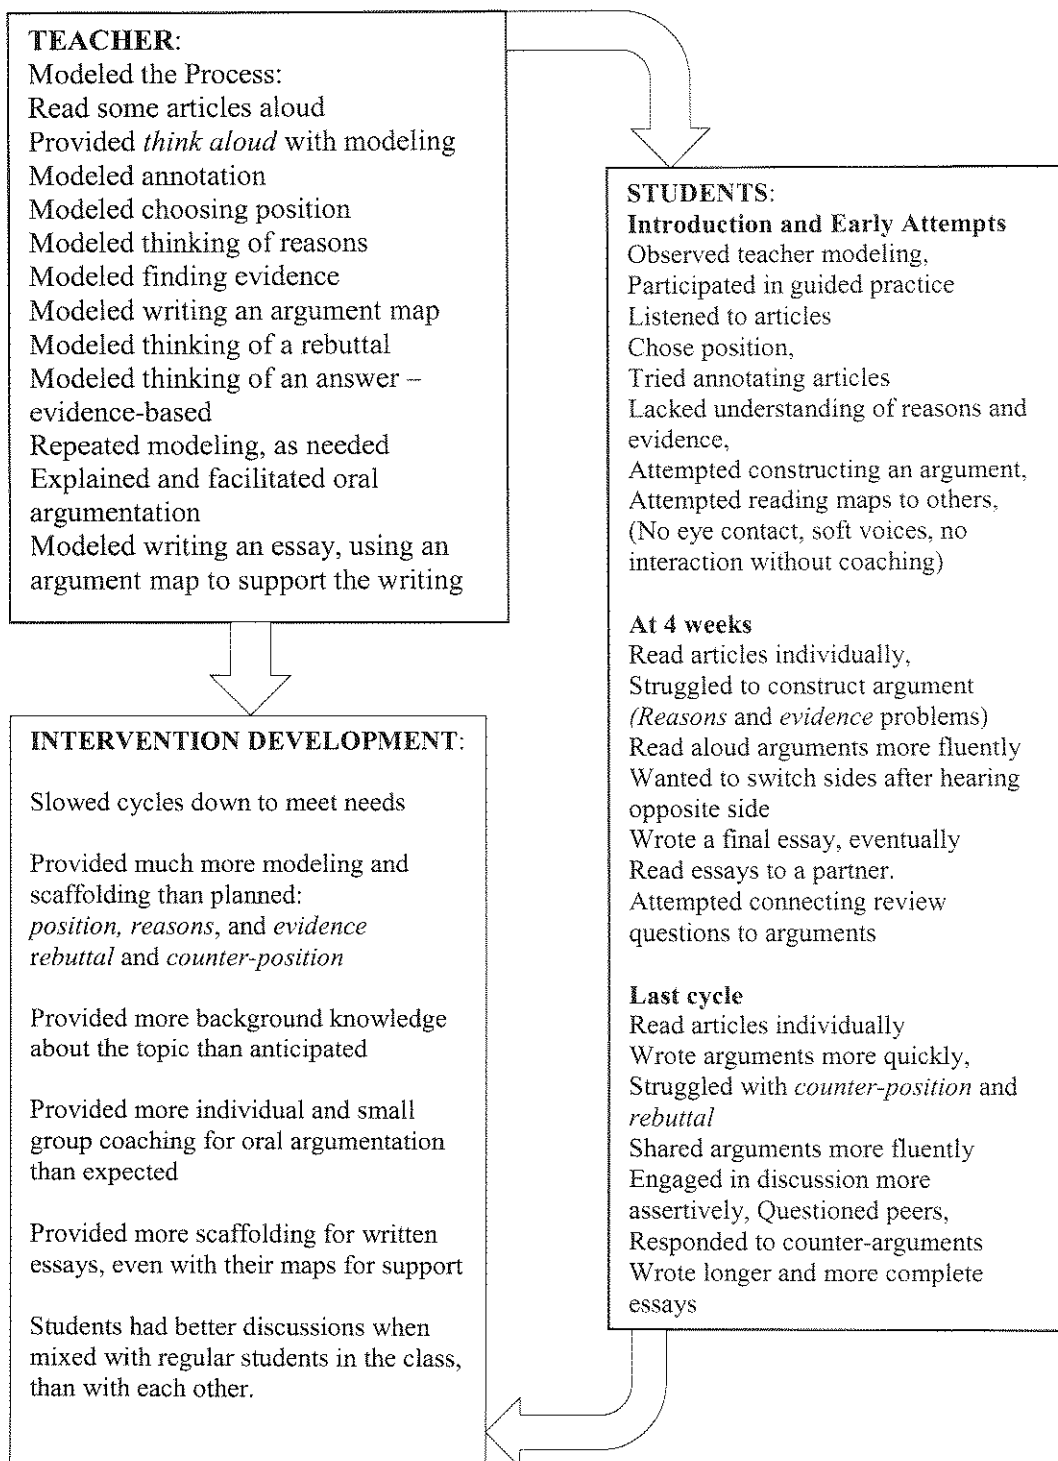 TEACHER:
Modeled the Process:
Read some articles aloud
Provided think aloud with modeling
Modeled annotation
Modeled choosing position
Modeled thinking of reasons
Modeled finding evidence
Modeled writing an argument map
Modeled thinking of a rebuttal
Modeled thinking of an answer –
evidence-based
Repeated modeling, as needed
Explained and facilitated oral
argumentation
Modeled writing an essay, using an
argument map to support the writing
STUDENTS:
Introduction and Early Attempts
Observed teacher modeling,
Participated in guided practice
Listened to articles
Chose position,
Tried annotating articles
Lacked understanding of reasons and
evidence,
Attempted constructing an argument,
Attempted reading maps to others,
(No eye contact, soft voices, no
interaction without coaching)
At 4 weeks
Read articles individually,
Struggled to construct argument
(Reasons and evidence problems)
Read aloud arguments more fluently
Wanted to switch sides after hearing
opposite side
Wrote a final essay, eventually
Read essays to a partner.
Attempted connecting review
questions to arguments
Last cycle
Read articles individually
Wrote arguments more quickly,
Struggled with counter-position and
rebuttal
Shared arguments more fluently
Engaged in discussion more
assertively, Questioned peers,
Responded to counter-arguments
Wrote longer and more complete
essays
INTERVENTION DEVELOPMENT:
Slowed cycles down to meet needs
Provided much more modeling and
scaffolding than planned:
position, reasons, and evidence
rebuttal and counter-position
Provided more background knowledge
about the topic than anticipated
Provided more individual and small
group coaching for oral argumentation
than expected
Provided more scaffolding for written
essays, even with their maps for support
Students had better discussions when
mixed with regular students in the class,
than with each other.